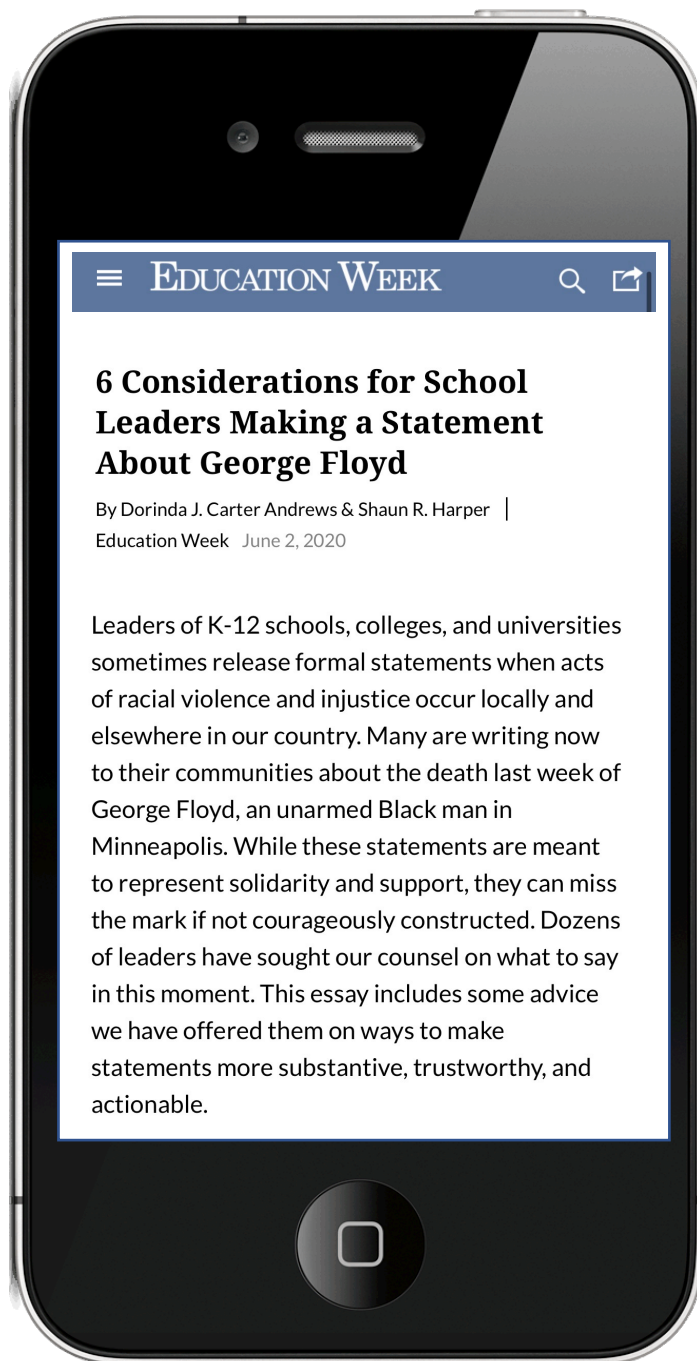 EDUCATION WEEK
6 Considerations for School
Leaders Making a Statement
About George Floyd
By Dorinda J. Carter Andrews & Shaun R. Harper |
Education Week June 2, 2020
Leaders of K-12 schools, colleges, and universities
sometimes release formal statements when acts
of racial violence and injustice occur locally and
elsewhere in our country. Many are writing now
to their communities about the death last week of
George Floyd, an unarmed Black man in
Minneapolis. While these statements are meant
to represent solidarity and support, they can miss
the mark if not courageously constructed. Dozens
of leaders have sought our counsel on what to say
in this moment. This essay includes some advice
we have offered them on ways to make
statements more substantive, trustworthy, and
actionable.